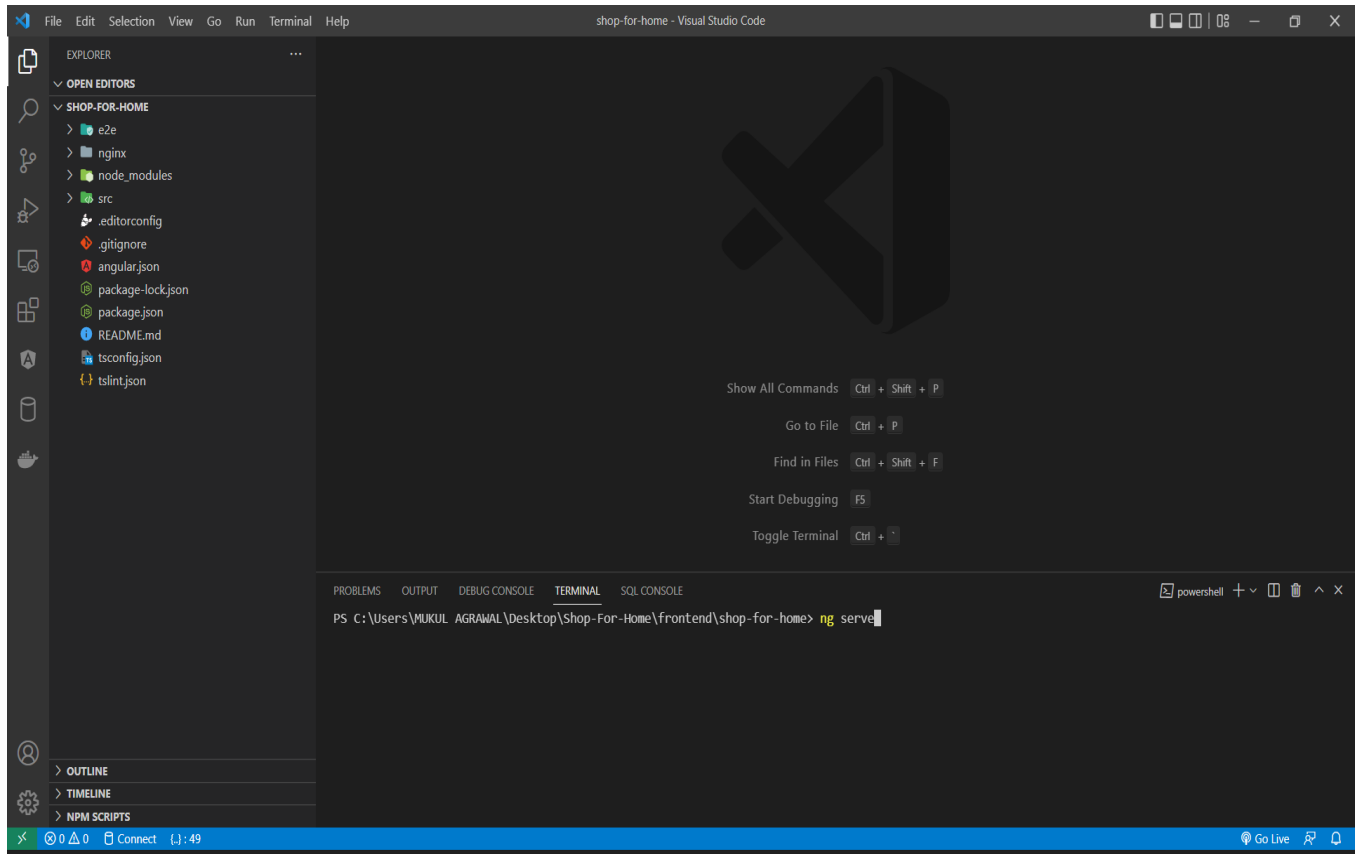 File Edit Selection View Go Run Terminal Help
shop-for-home - Visual Studio Code
EXPLORER
OPEN EDITORS
SHOP-FOR-HOME
e2e
nginx
node_modules
src
.editorconfig
.gitignore
angular.json
package-lock.json
package.json
README.md
tsconfig.json
tslint.json
Show All Commands Ctrl + Shift + P
Go to File Ctrl + P
Find in Files Ctrl + Shift + F
Start Debugging F5
Toggle Terminal Ctrl + `
PROBLEMS OUTPUT DEBUG CONSOLE TERMINAL SQL CONSOLE
powershell
PS C:\Users\MUKUL AGRAWAL\Desktop\Shop-For-Home\frontend\shop-for-home> ng serve
OUTLINE
TIMELINE
NPM SCRIPTS
0 0 Connect {..} : 49
Go Live